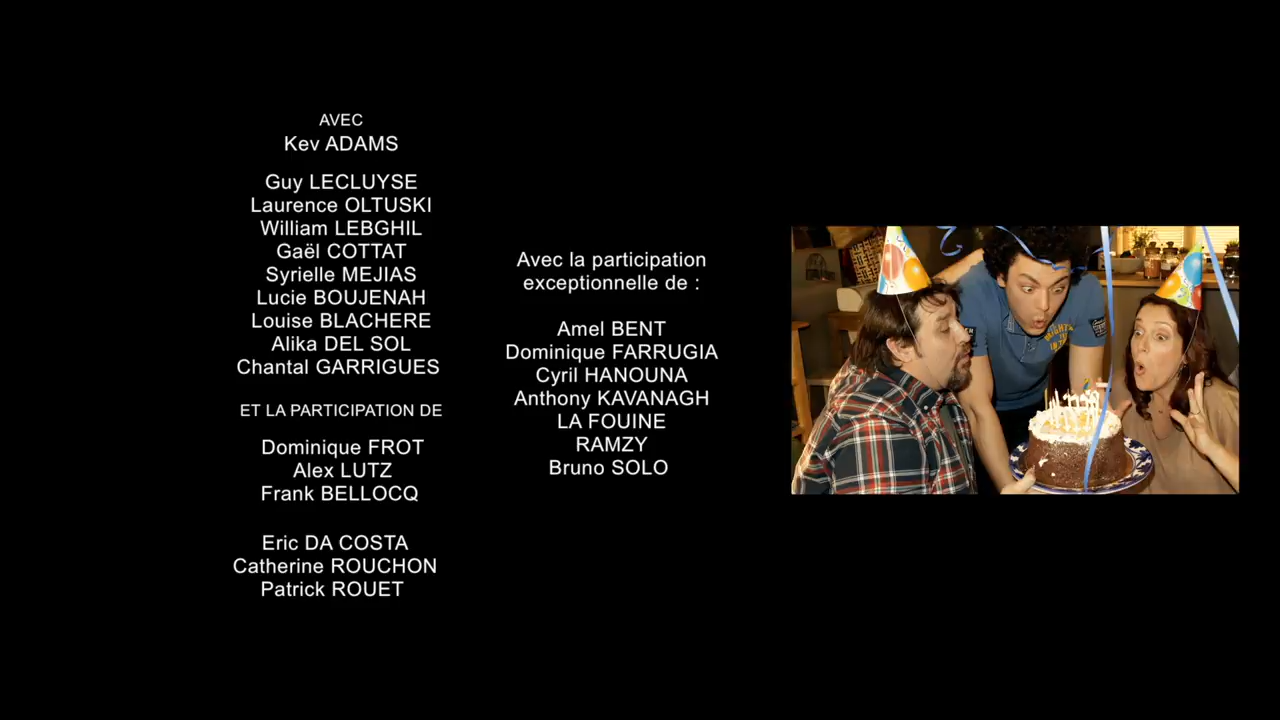 AVEC
Kev ADAMS
Guy LECLUYSE
Laurence OLTUSKI
William LEBGHIL
Gaël COTTAT
Syrielle MEJIAS
Lucie BOUJENAH
Louise BLACHERE
Alika DEL SOL
Chantal GARRIGUES
ET LA PARTICIPATION DE
Dominique FROT
Alex LUTZ
Frank BELLOCQ
Eric DA COSTA
Catherine ROUCHON
Patrick ROUET
Avec la participation
exceptionnelle de :
Amel BENT
Dominique FARRUGIA
Cyril HANOUNA
Anthony KAVANAGH
LA FOUINE
RAMZY
Bruno SOLO